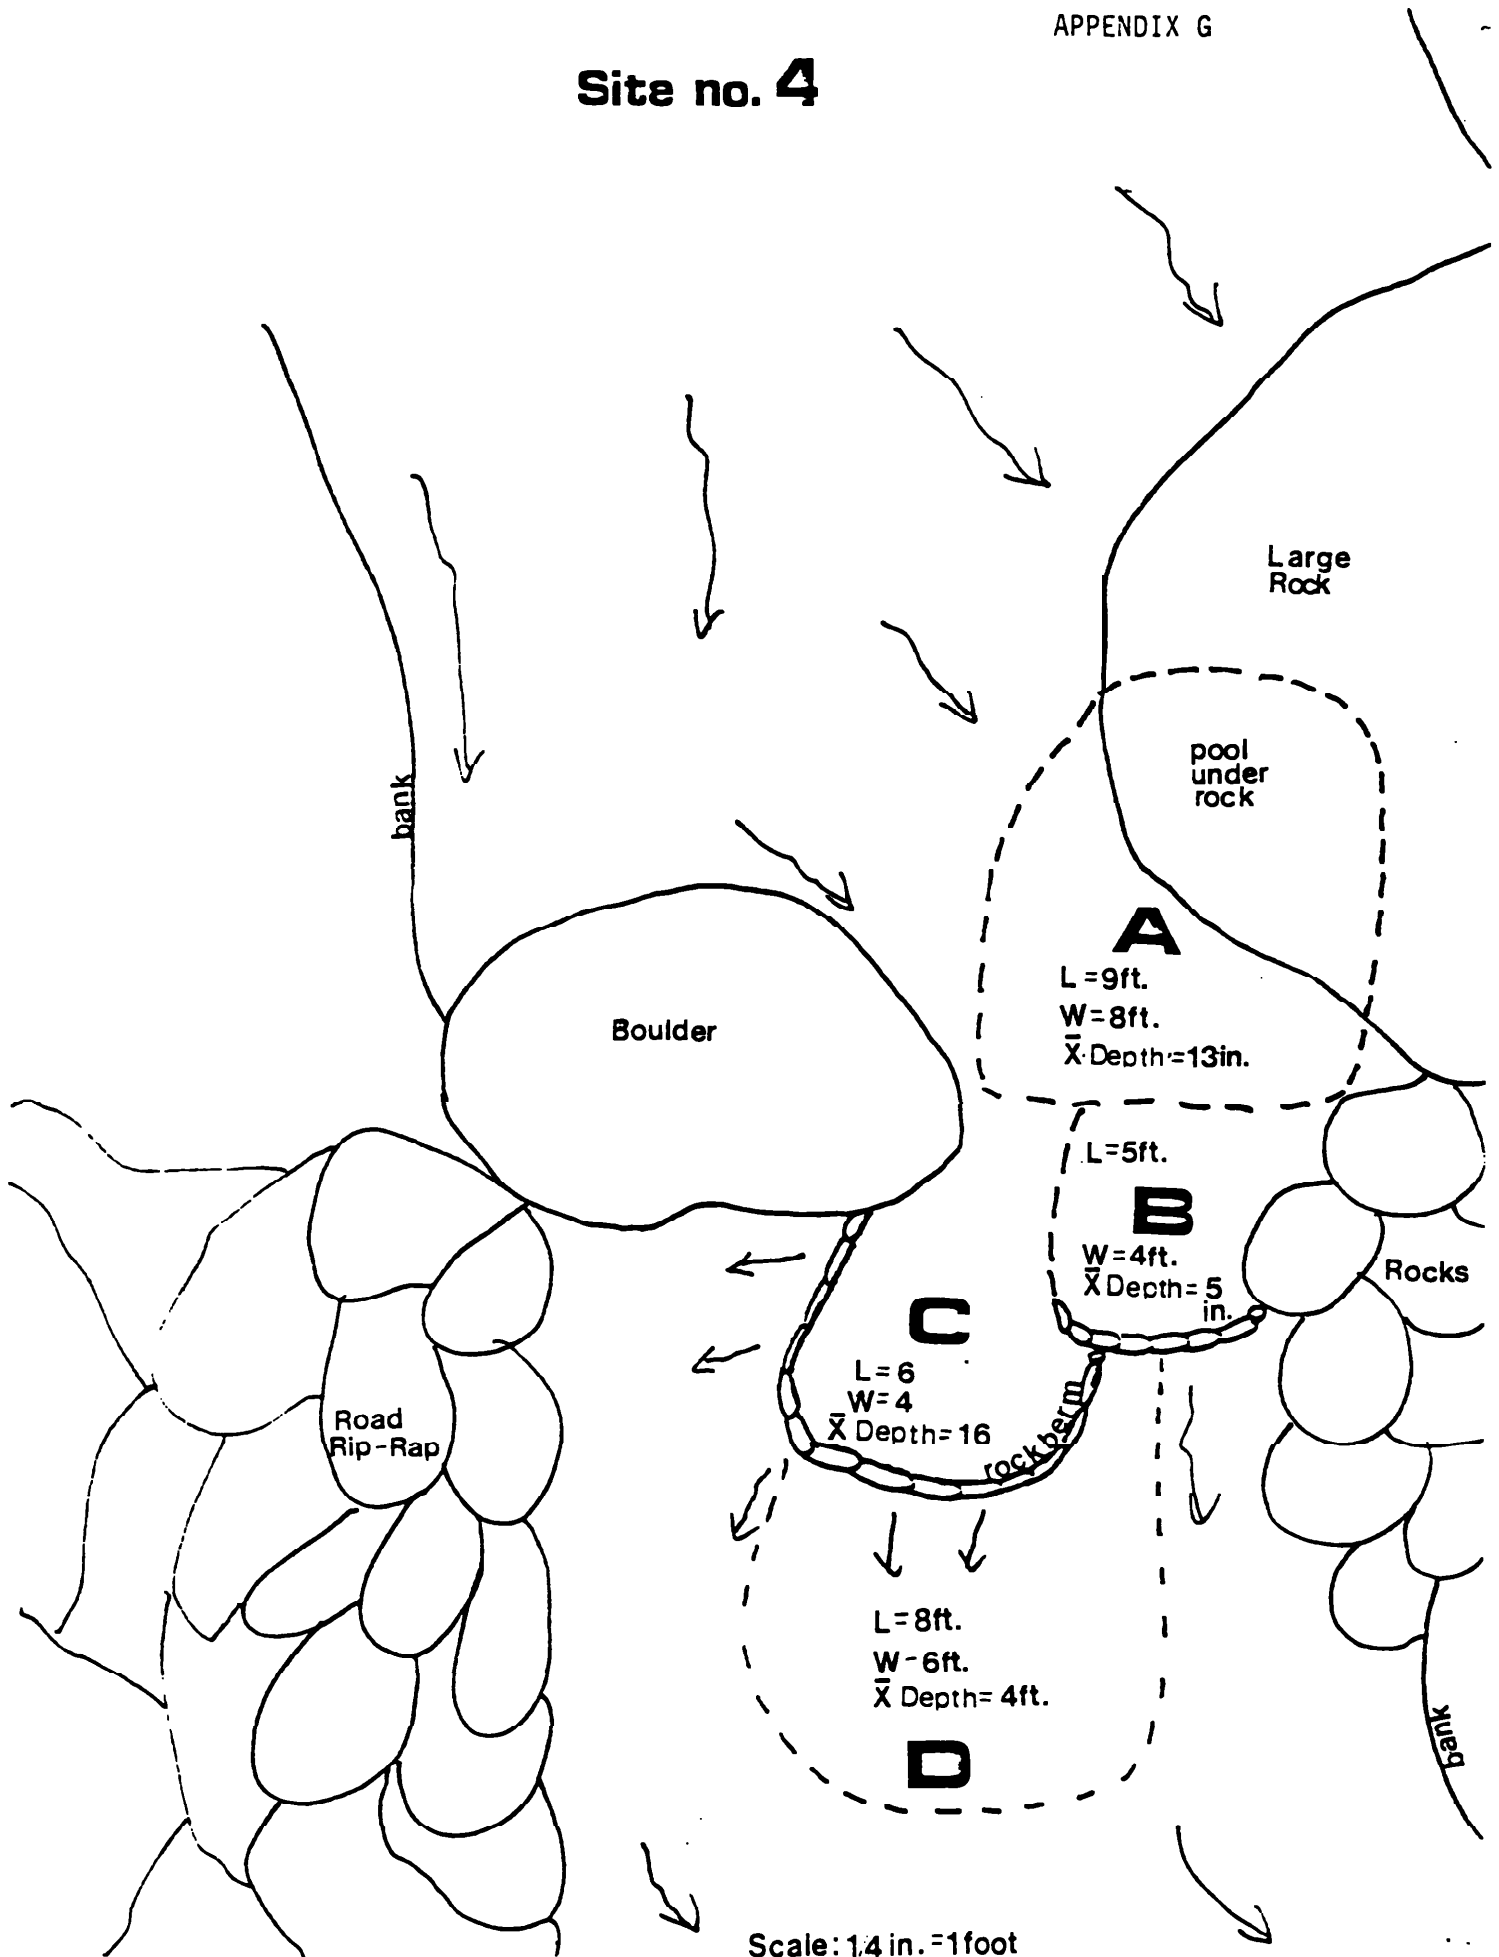 APPENDIX G
Site no. 4
Large
Rock
pool
under
rock
bank
A
L=9ft.
W=8ft.
X̄ Depth=13in.
Boulder
L=5ft.
B
W=4ft.
X̄ Depth=5
in.
Rocks
C
L=6
W=4
X̄ Depth=16
rock berm
Road
Rip-Rap
L=8ft.
W-6ft.
X̄ Depth=4ft.
D
bank
Scale: 1/4 in.=1foot